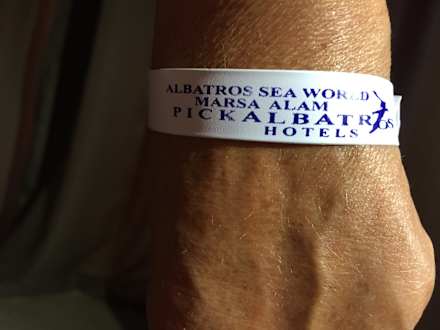 ALBATROS SEA WORLD
MARSA ALAM
PICKALBATROS
HOTELS